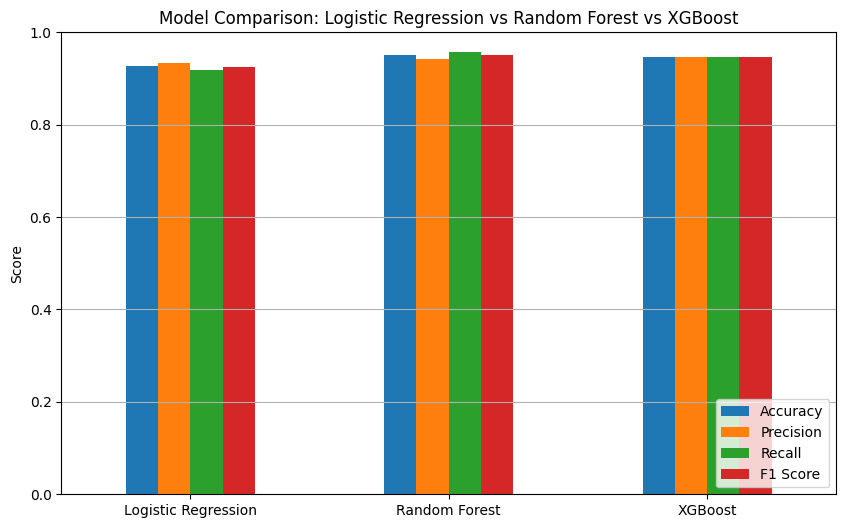 Model Comparison: Logistic Regression vs Random Forest vs XGBoost
1.0
0.8
0.6
0.4
0.2
0.0
Score
Logistic Regression
Random Forest
XGBoost
Accuracy
Precision
Recall
F1 Score